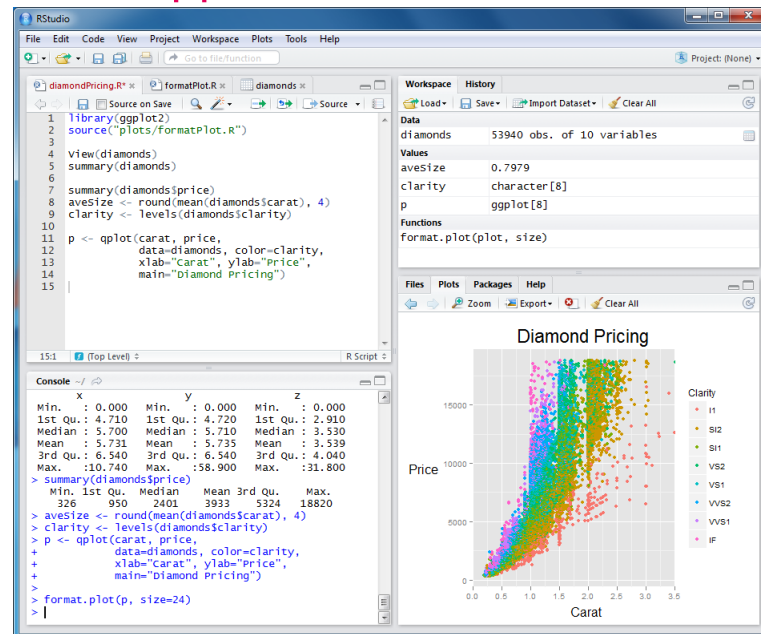 RStudio
File Edit Code View Project Workspace Plots Tools Help
Go to file/function
Project: (None)
diamondPricing.R* × formatPlot.R × diamonds ×
Source on Save Source
1 library(ggplot2)
2 source("plots/formatPlot.R")
3
4 View(diamonds)
5 summary(diamonds)
6
7 summary(diamonds$price)
8 aveSize <- round(mean(diamonds$carat), 4)
9 clarity <- levels(diamonds$clarity)
10
11 p <- qplot(carat, price,
12 data=diamonds, color=clarity,
13 xlab="Carat", ylab="Price",
14 main="Diamond Pricing")
15
15:1 (Top Level) R Script
Console ~/
x y z
Min. : 0.000 Min. : 0.000 Min. : 0.000
1st Qu.: 4.710 1st Qu.: 4.720 1st Qu.: 2.910
Median : 5.700 Median : 5.710 Median : 3.530
Mean : 5.731 Mean : 5.735 Mean : 3.539
3rd Qu.: 6.540 3rd Qu.: 6.540 3rd Qu.: 4.040
Max. :10.740 Max. :58.900 Max. :31.800
> summary(diamonds$price)
Min. 1st Qu. Median Mean 3rd Qu. Max.
326 950 2401 3933 5324 18820
> aveSize <- round(mean(diamonds$carat), 4)
> clarity <- levels(diamonds$clarity)
> p <- qplot(carat, price,
+ data=diamonds, color=clarity,
+ xlab="Carat", ylab="Price",
+ main="Diamond Pricing")
>
> format.plot(p, size=24)
>
Workspace History
Load Save Import Dataset Clear All
Data
diamonds 53940 obs. of 10 variables
Values
aveSize 0.7979
clarity character[8]
p ggplot[8]
Functions
format.plot(plot, size)
Files Plots Packages Help
Zoom Export Clear All
Diamond Pricing
Price
15000
10000
5000
0
0.0 0.5 1.0 1.5 2.0 2.5 3.0 3.5
Carat
Clarity
I1
SI2
SI1
VS2
VS1
VVS2
VVS1
IF